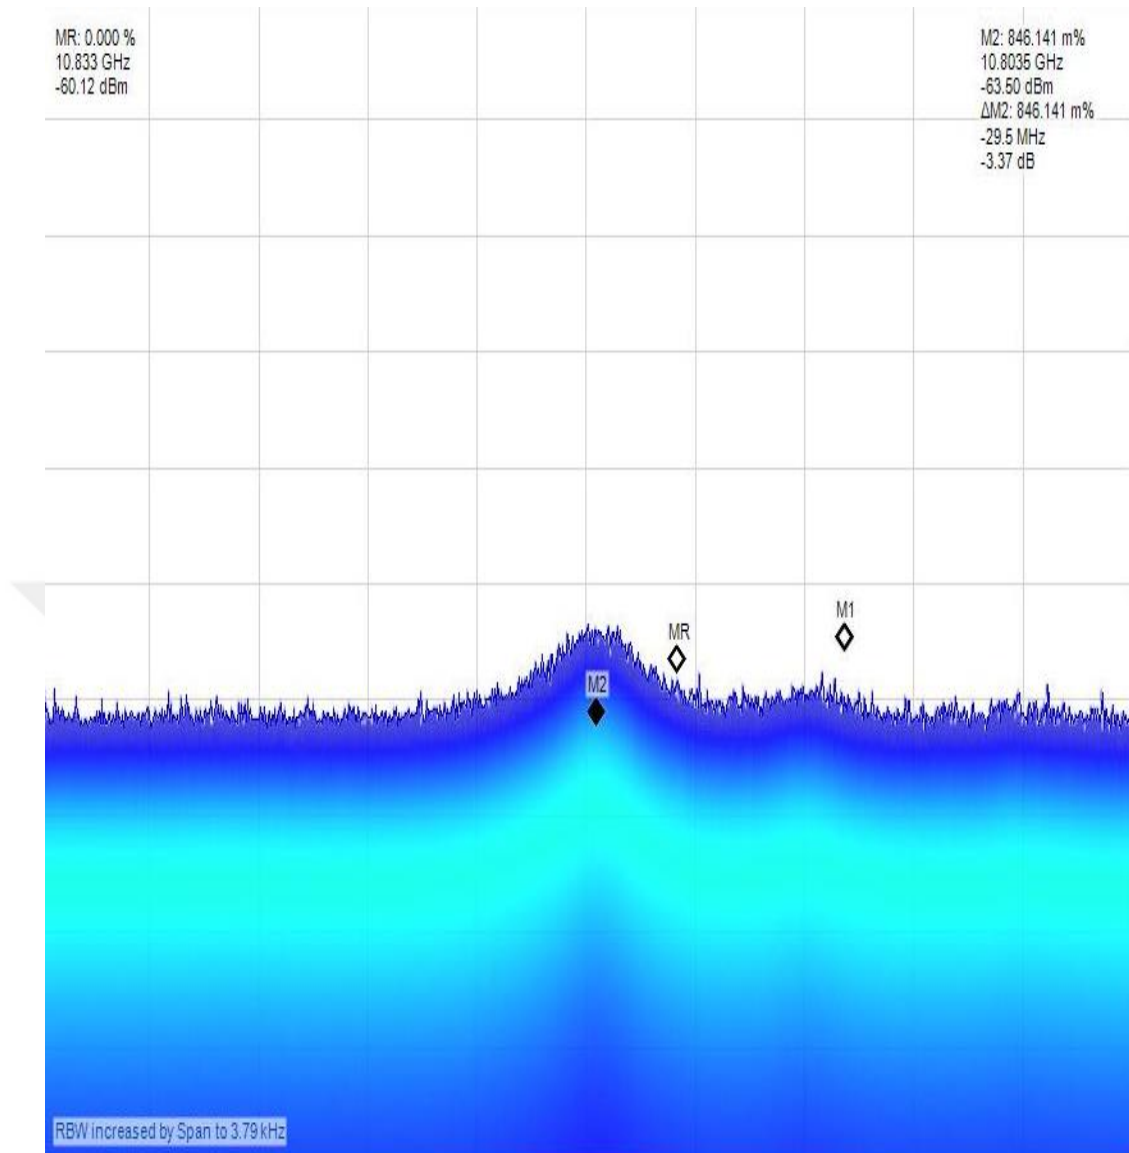 MR: 0.000 %
10.833 GHz
-60.12 dBm
M2: 846.141 m%
10.8035 GHz
-63.50 dBm
ΔM2: 846.141 m%
-29.5 MHz
-3.37 dB
M1
MR
M2
RBW increased by Span to 3.79 kHz